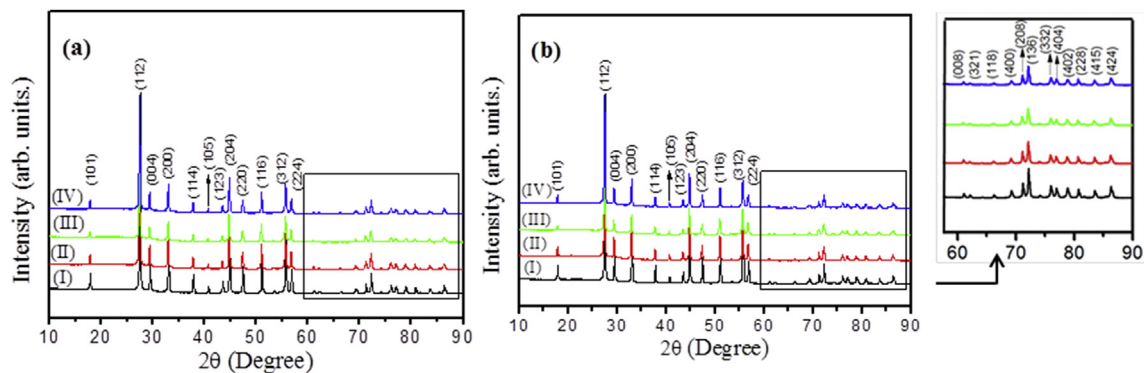 (a)
Intensity (arb. units.)
(101)
(112)
(004)
(200)
(114)
(105)
(123)
(204)
(220)
(116)
(312)
(224)
(IV)
(III)
(II)
(I)
10 20 30 40 50 60 70 80 90
2θ (Degree)
(b)
Intensity (arb. units.)
(101)
(112)
(004)
(200)
(114)
(105)
(123)
(204)
(220)
(116)
(312)
(224)
(IV)
(III)
(II)
(I)
10 20 30 40 50 60 70 80 90
2θ (Degree)
(008)
(321)
(118)
(400)
(208)
(136)
(332)
(404)
(402)
(228)
(415)
(424)
60 70 80 90